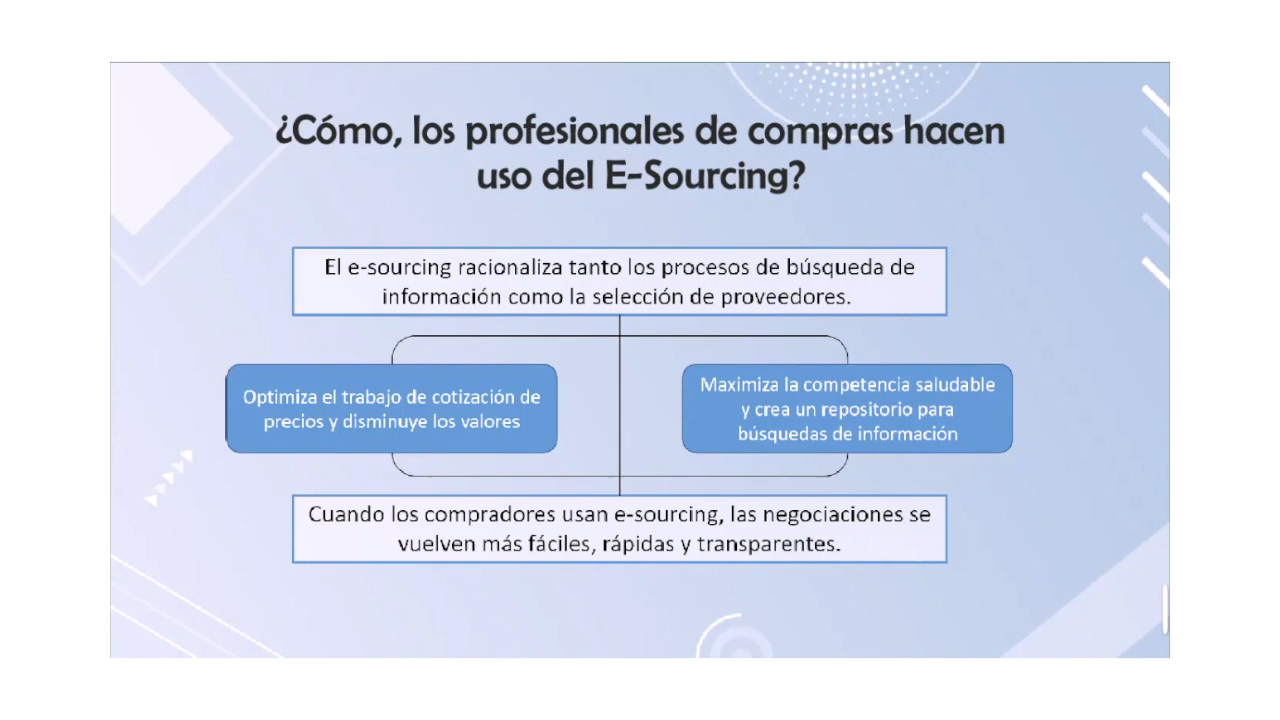 ¿Cómo, los profesionales de compras hacen
uso del E-Sourcing?
El e-sourcing racionaliza tanto los procesos de búsqueda de
información como la selección de proveedores.
Optimiza el trabajo de cotización de
precios y disminuye los valores
Maximiza la competencia saludable
y crea un repositorio para
búsquedas de información
Cuando los compradores usan e-sourcing, las negociaciones se
vuelven más fáciles, rápidas y transparentes.